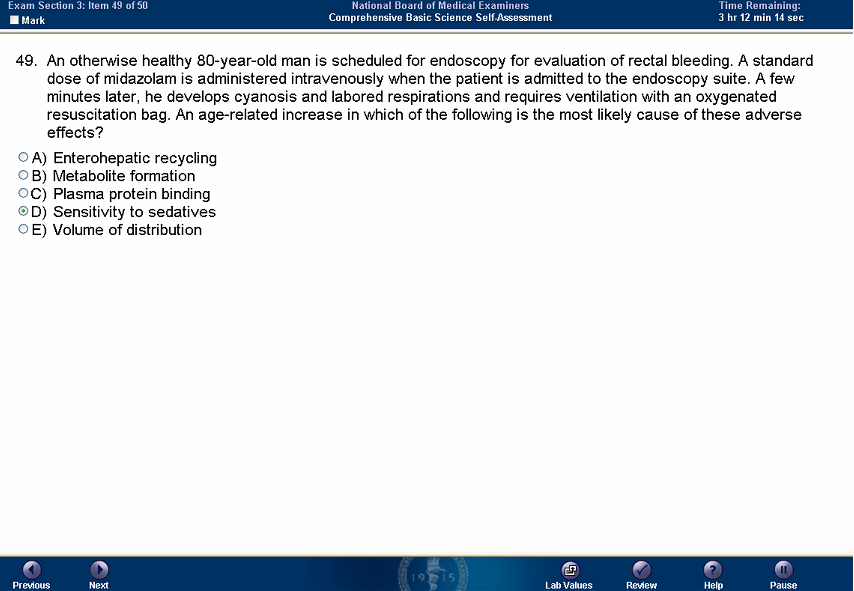 Exam Section 3: Item 49 of 50
National Board of Medical Examiners
Time Remaining:
Mark
Comprehensive Basic Science Self-Assessment
3 hr 12 min 14 sec
49. An otherwise healthy 80-year-old man is scheduled for endoscopy for evaluation of rectal bleeding. A standard
dose of midazolam is administered intravenously when the patient is admitted to the endoscopy suite. A few
minutes later, he develops cyanosis and labored respirations and requires ventilation with an oxygenated
resuscitation bag. An age-related increase in which of the following is the most likely cause of these adverse
effects?
A) Enterohepatic recycling
B) Metabolite formation
C) Plasma protein binding
D) Sensitivity to sedatives
E) Volume of distribution
19 15
Previous
Next
Lab Values
Review
Help
Pause